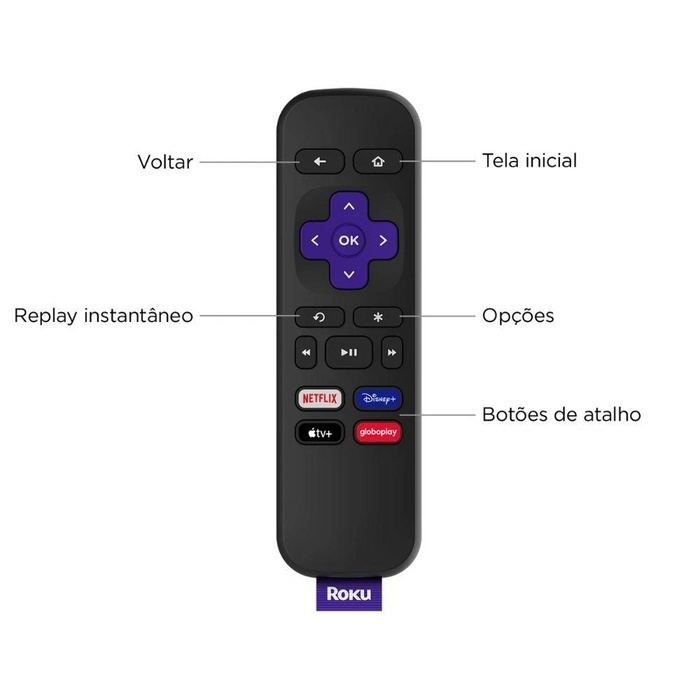 Voltar
Tela inicial
OK
Replay instantâneo
Opções
NETFLIX
Disney+
Botões de atalho
tv+
globoplay
Roku